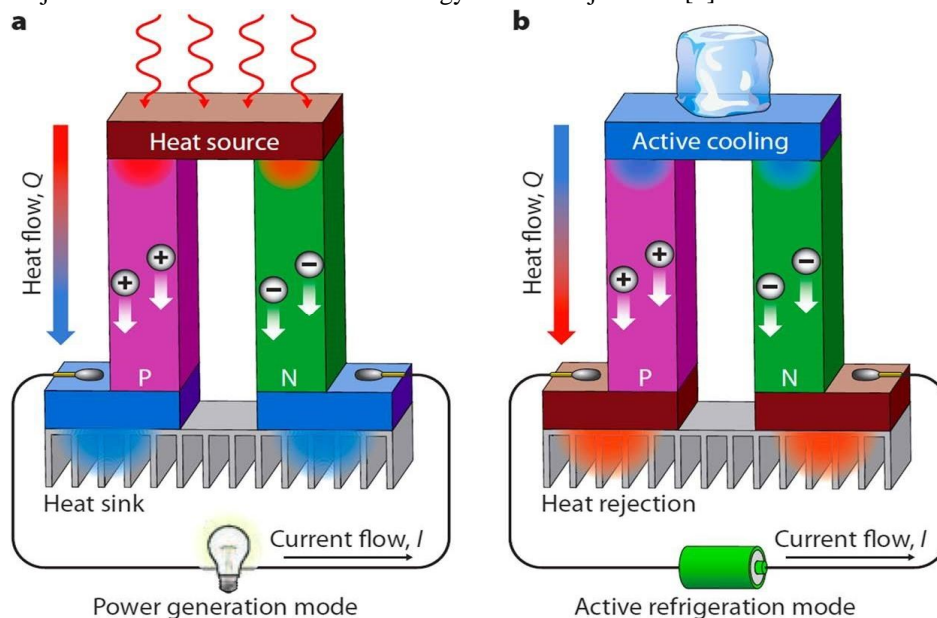 a
Heat source
Heat flow, Q
+
+
−
−
P
N
Heat sink
Current flow, I
Power generation mode
b
Active cooling
Heat flow, Q
+
+
−
−
P
N
Heat rejection
Current flow, I
Active refrigeration mode